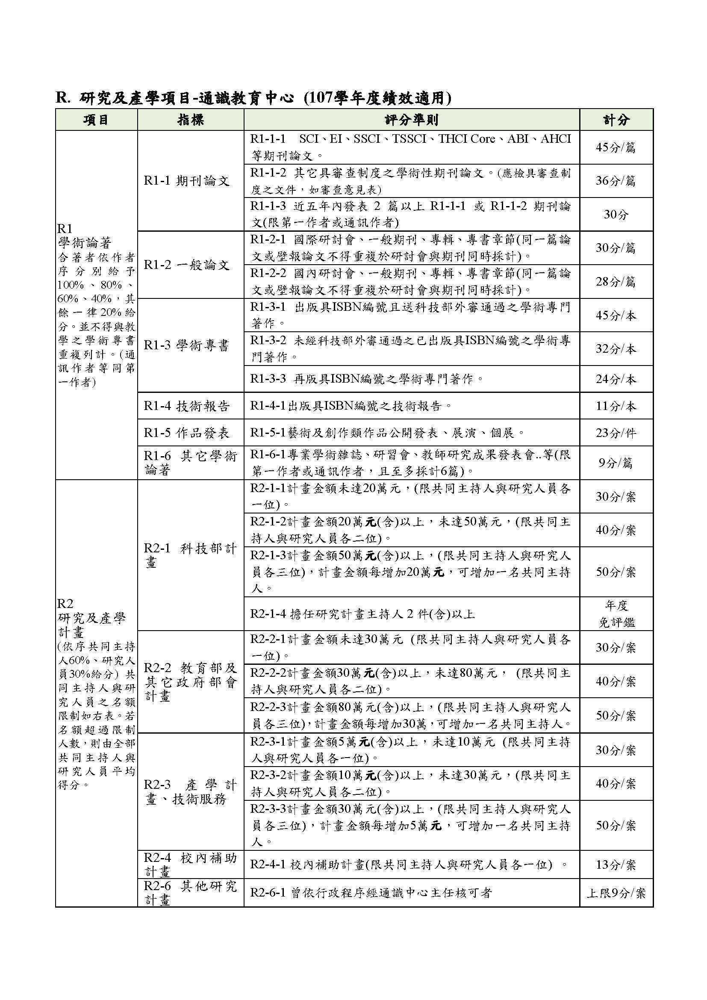 R. 研究及產學項目-通識教育中心 (107學年度績效適用)
項目 指標 評分準則 計分
R1
學術論著
合著者依作者
序分別給予
100%、80%、
60%、40%，其
餘一律20%給
分。並不得與教
學之學術專書
重複列計。(通
訊作者等同第
一作者)
R1-1 期刊論文
R1-1-1 SCI、EI、SSCI、TSSCI、THCI Core、ABI、AHCI
等期刊論文。
45分/篇
R1-1-2 其它具審查制度之學術性期刊論文。(應檢具審查制
度之文件，如審查意見表)
36分/篇
R1-1-3 近五年內發表 2 篇以上 R1-1-1 或 R1-1-2 期刊論
文(限第一作者或通訊作者)
30分
R1-2 一般論文
R1-2-1 國際研討會、一般期刊、專輯、專書章節(同一篇論
文或壁報論文不得重複於研討會與期刊同時採計)。
30分/篇
R1-2-2 國內研討會、一般期刊、專輯、專書章節(同一篇論
文或壁報論文不得重複於研討會與期刊同時採計)。
28分/篇
R1-3 學術專書
R1-3-1 出版具ISBN編號且送科技部外審通過之學術專門
著作。
45分/本
R1-3-2 未經科技部外審通過之已出版具ISBN編號之學術專
門著作。
32分/本
R1-3-3 再版具ISBN編號之學術專門著作。
24分/本
R1-4 技術報告
R1-4-1出版具ISBN編號之技術報告。
11分/本
R1-5 作品發表
R1-5-1藝術及創作類作品公開發表、展演、個展。
23分/件
R1-6 其它學術
論著
R1-6-1專業學術雜誌、研習會、教師研究成果發表會..等(限
第一作者或通訊作者，且至多採計6篇)。
9分/篇
R2
研究及產學
計畫
(依序共同主持
人60%、研究人
員30%給分) 共
同主持人與研
究人員之名額
限制如右表。若
名額超過限制
人數，則由全部
共同主持人與
研究人員平均
得分。
R2-1 科技部計
畫
R2-1-1計畫金額未達20萬元，(限共同主持人與研究人員各
一位)。
30分/案
R2-1-2計畫金額20萬元(含)以上，未達50萬元，(限共同主
持人與研究人員各二位)。
40分/案
R2-1-3計畫金額50萬元(含)以上，(限共同主持人與研究人
員各三位)，計畫金額每增加20萬元，可增加一名共同主持
人。
50分/案
R2-1-4 擔任研究計畫主持人 2 件(含)以上
年度
免評鑑
R2-2 教育部及
其它政府部會
計畫
R2-2-1計畫金額未達30萬元 (限共同主持人與研究人員各
一位)。
30分/案
R2-2-2計畫金額30萬元(含)以上，未達80萬元， (限共同主
持人與研究人員各二位)。
40分/案
R2-2-3計畫金額80萬元(含)以上，(限共同主持人與研究人
員各三位)，計畫金額每增加30萬，可增加一名共同主持人。
50分/案
R2-3 產學計
畫、技術服務
R2-3-1計畫金額5萬元(含)以上，未達10萬元 (限共同主持
人與研究人員各一位)。
30分/案
R2-3-2計畫金額10萬元(含)以上，未達30萬元，(限共同主
持人與研究人員各二位)。
40分/案
R2-3-3計畫金額30萬元(含)以上，(限共同主持人與研究人
員各三位)，計畫金額每增加5萬元，可增加一名共同主持
人。
50分/案
R2-4 校內補助
計畫
R2-4-1 校內補助計畫(限共同主持人與研究人員各一位) 。
13分/案
R2-6 其他研究
計畫
R2-6-1 曾依行政程序經通識中心主任核可者
上限9分/案